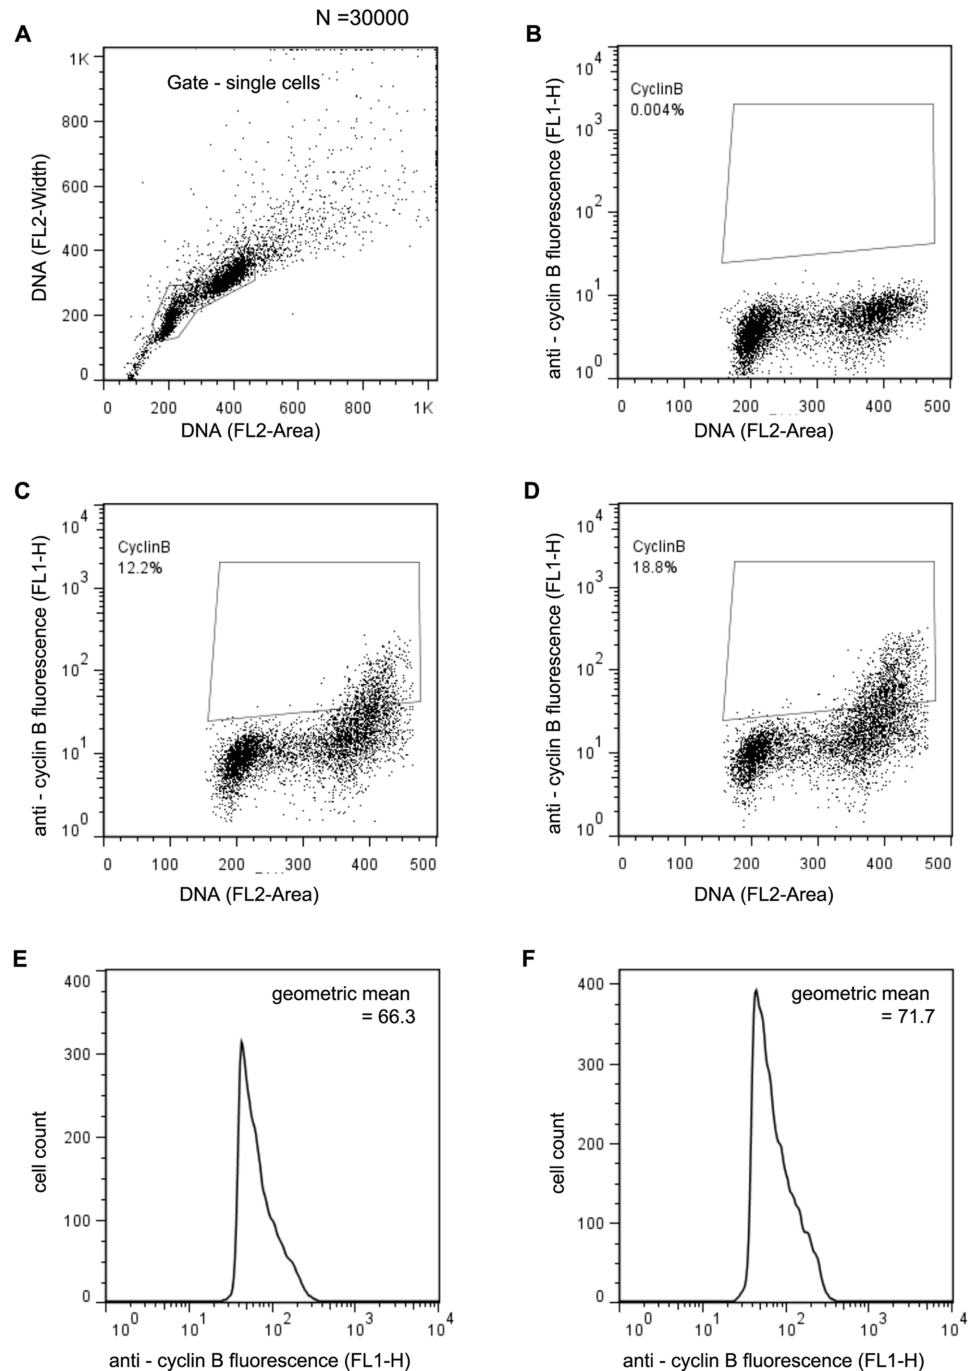 N =30000
A
Gate - single cells
DNA (FL2-Width)
1K
800
600
400
200
0
0 200 400 600 800 1K
DNA (FL2-Area)
B
CyclinB
0.004%
anti - cyclin B fluorescence (FL1-H)
10^4
10^3
10^2
10^1
10^0
0 100 200 300 400 500
DNA (FL2-Area)
C
CyclinB
12.2%
anti - cyclin B fluorescence (FL1-H)
10^4
10^3
10^2
10^1
10^0
0 100 200 300 400 500
DNA (FL2-Area)
D
CyclinB
18.8%
anti - cyclin B fluorescence (FL1-H)
10^4
10^3
10^2
10^1
10^0
0 100 200 300 400 500
DNA (FL2-Area)
E
geometric mean
= 66.3
cell count
400
300
200
100
0
10^0 10^1 10^2 10^3 10^4
anti - cyclin B fluorescence (FL1-H)
F
geometric mean
= 71.7
cell count
400
300
200
100
0
10^0 10^1 10^2 10^3 10^4
anti - cyclin B fluorescence (FL1-H)